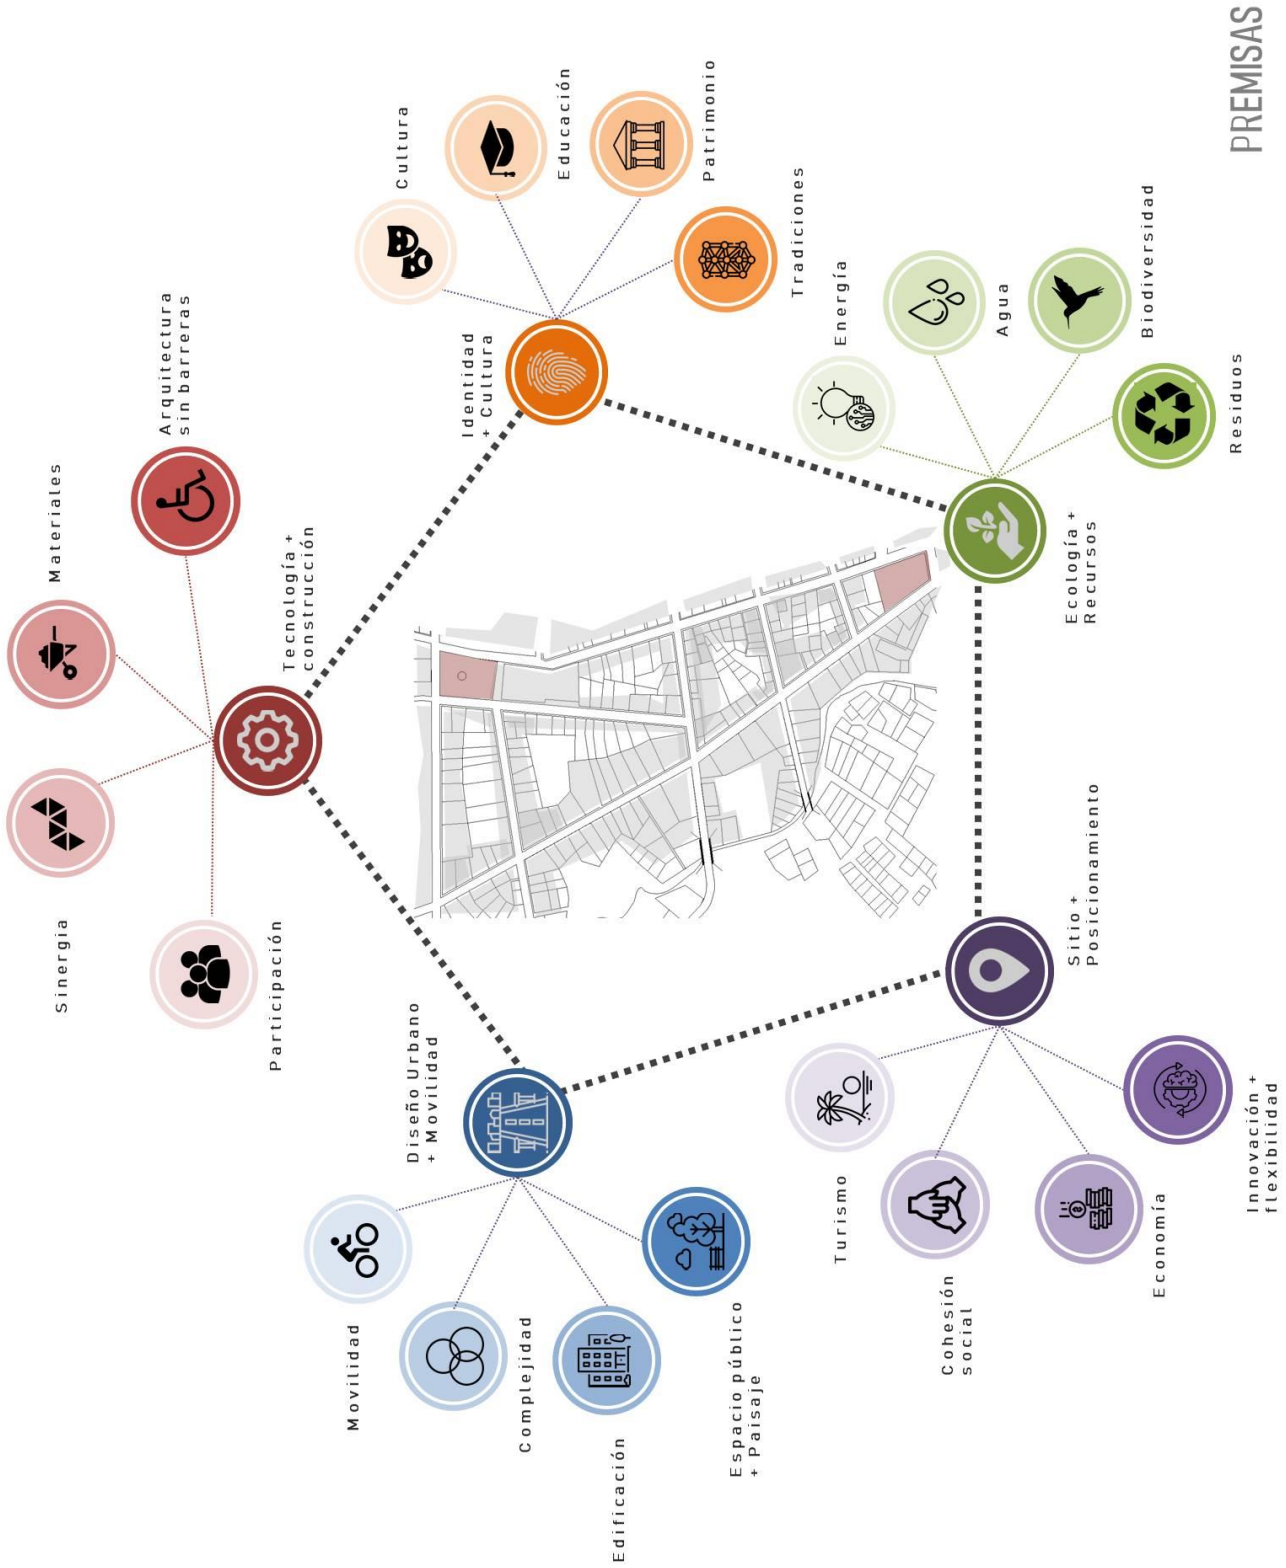 PREMISAS
Sinergia
Materiales
Participación
Arquitectura
sin barreras
Tecnología +
construcción
Diseño Urbano
+ Movilidad
Movilidad
Complejidad
Edificación
Espacio público
+ Paisaje
Identidad
+ Cultura
Cultura
Educación
Patrimonio
Tradiciones
Sitio +
Posicionamiento
Turismo
Cohesión
social
Economía
Innovación +
flexibilidad
Ecología +
Recursos
Energía
Agua
Biodiversidad
Residuos